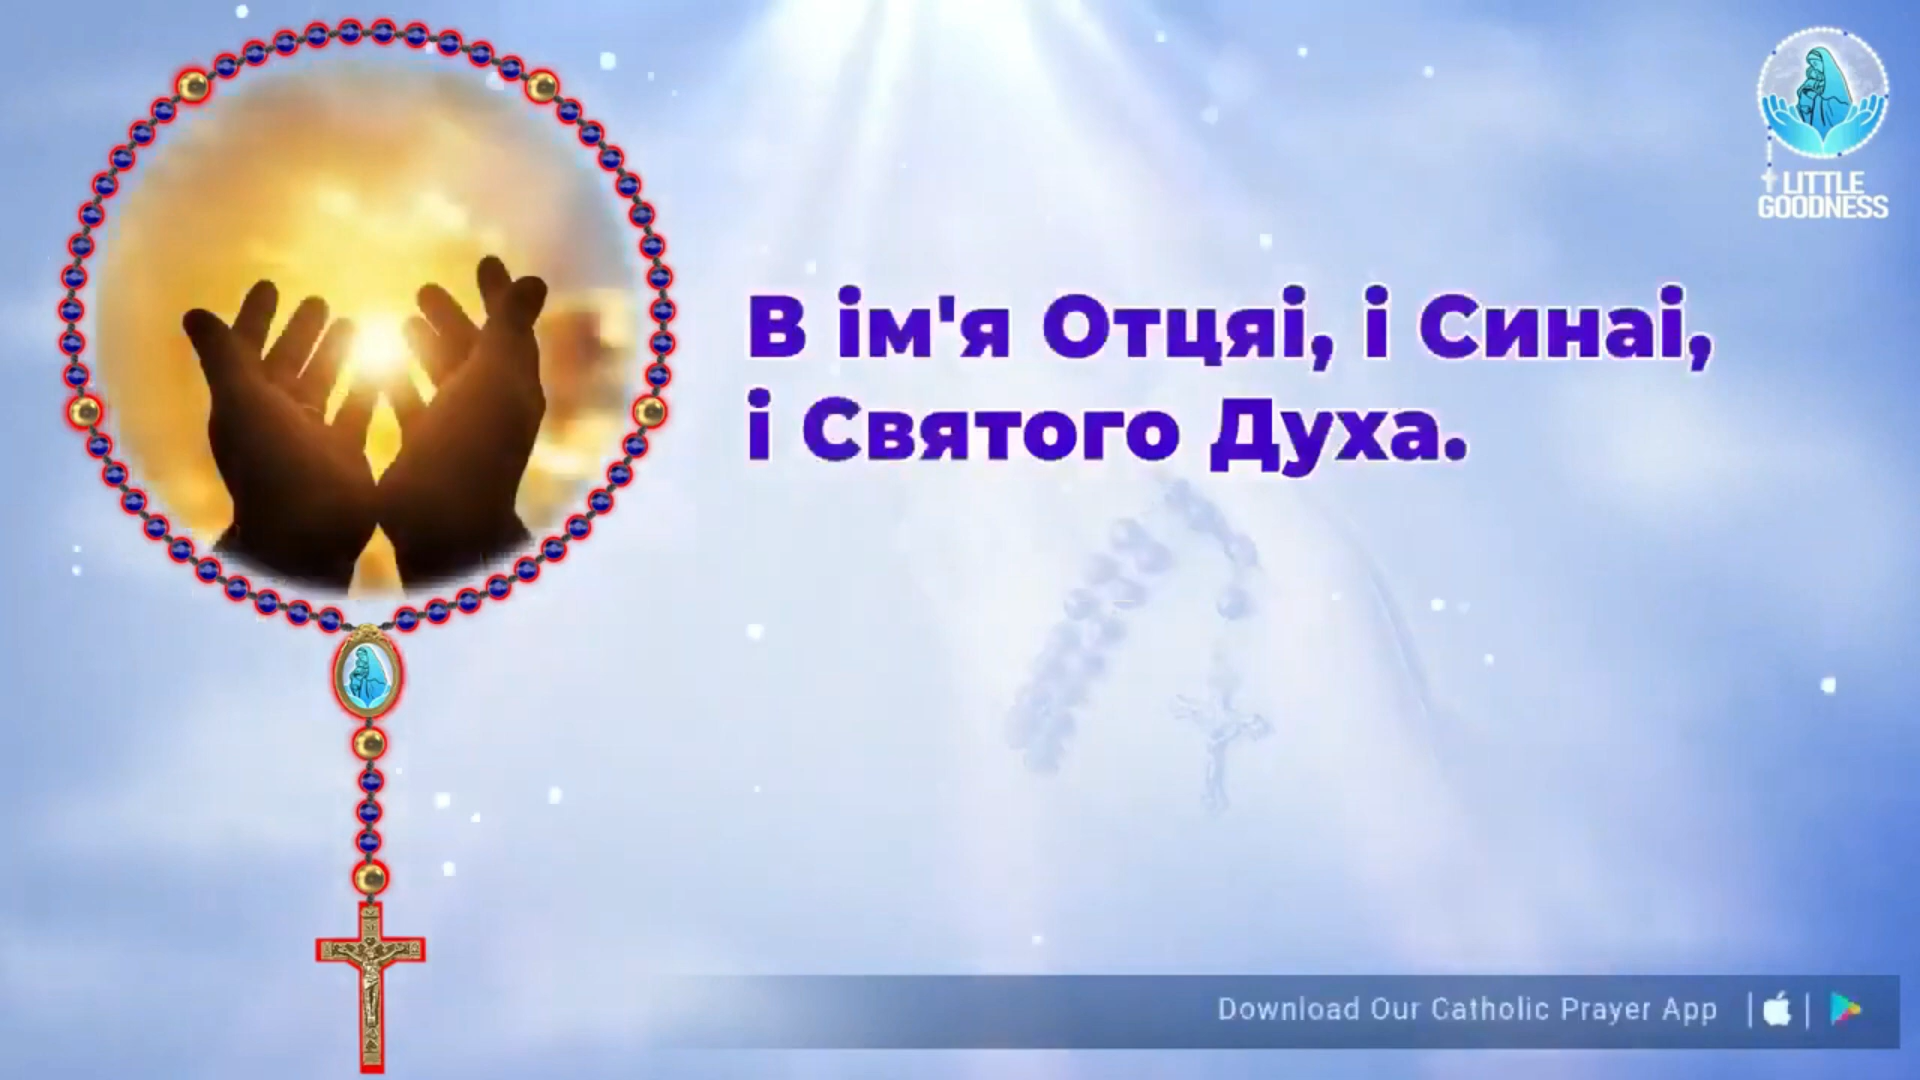 LITTLE
GOODNESS
В ім'я Отцяі, і Синаі,
і Святого Духа.
Download Our Catholic Prayer App